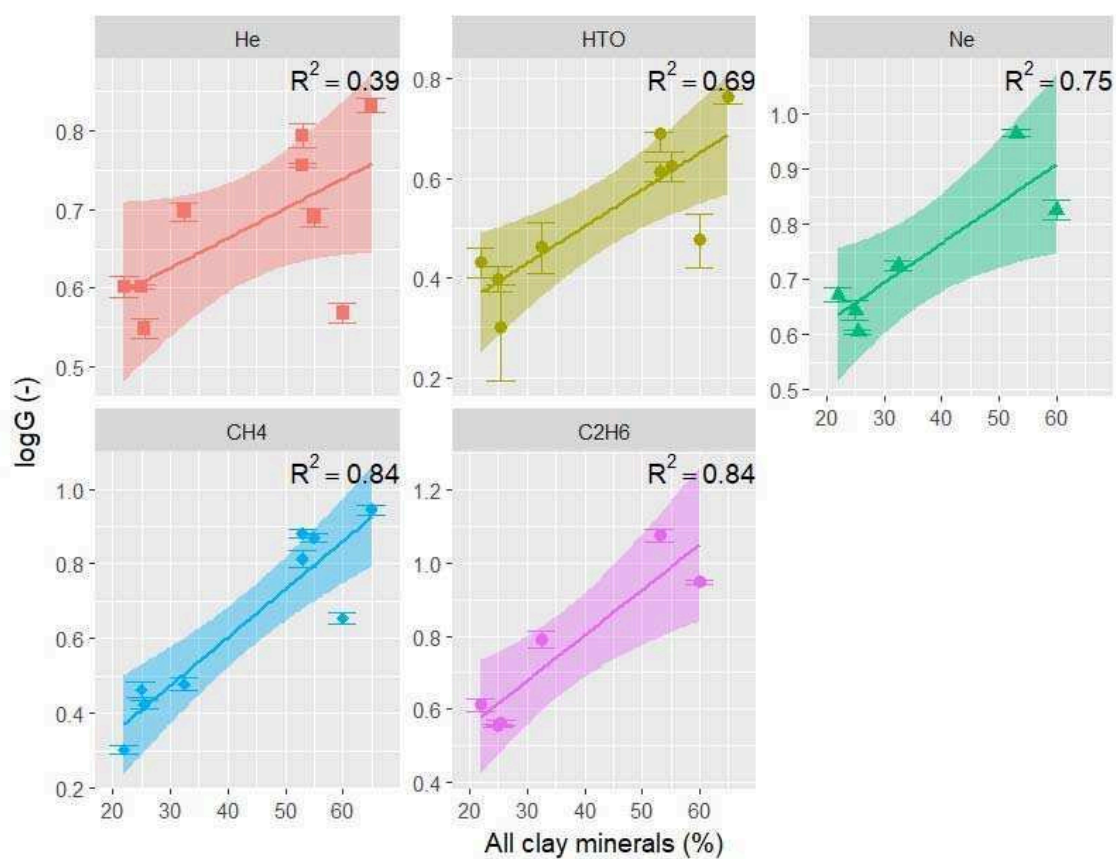 He
R² = 0.39
0.8
0.7
0.6
0.5
HTO
R² = 0.69
0.8
0.6
0.4
0.2
Ne
R² = 0.75
1.0
0.9
0.8
0.7
0.6
0.5
20 30 40 50 60
logG (-)
CH4
R² = 0.84
1.0
0.8
0.6
0.4
0.2
20 30 40 50 60
C2H6
R² = 0.84
1.2
1.0
0.8
0.6
0.4
20 30 40 50 60
All clay minerals (%)